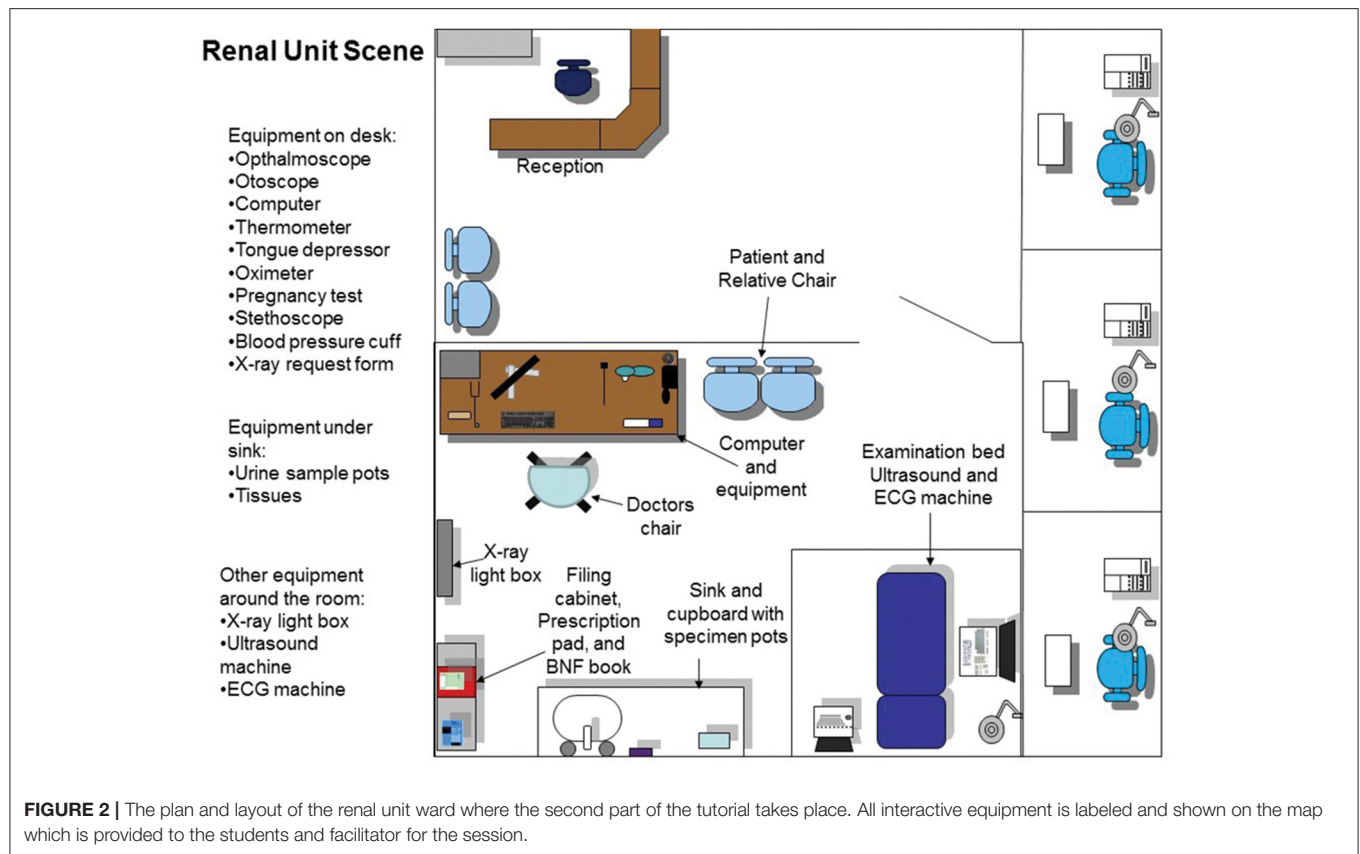 Renal Unit Scene
Equipment on desk:
•Opthalmoscope
•Otoscope
•Computer
•Thermometer
•Tongue depressor
•Oximeter
•Pregnancy test
•Stethoscope
•Blood pressure cuff
•X-ray request form
Equipment under
sink:
•Urine sample pots
•Tissues
Other equipment
around the room:
•X-ray light box
•Ultrasound
machine
•ECG machine
Reception
Patient and
Relative Chair
Computer
and
equipment
Doctors
chair
Examination bed
Ultrasound and
ECG machine
X-ray
light box
Filing
cabinet,
Prescription
pad, and
BNF book
Sink and
cupboard with
specimen pots
FIGURE 2 | The plan and layout of the renal unit ward where the second part of the tutorial takes place. All interactive equipment is labeled and shown on the map
which is provided to the students and facilitator for the session.